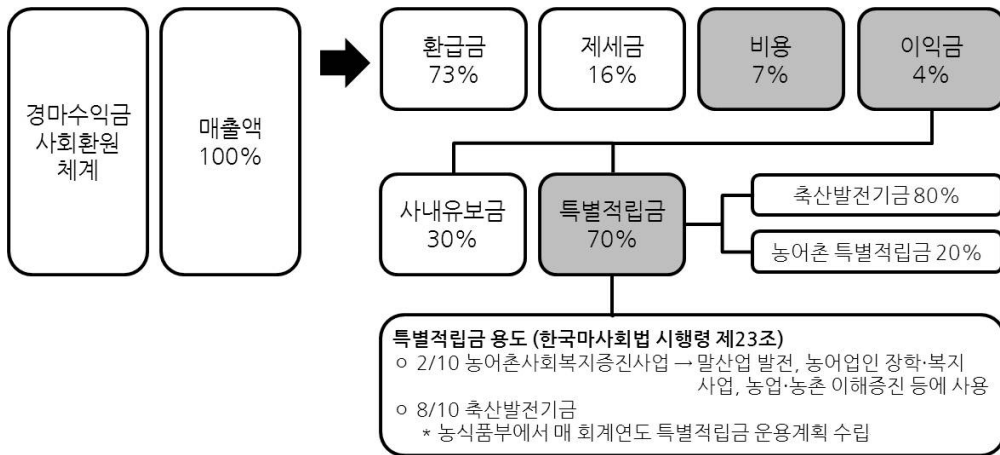 경마수익금
사회환원
체계
매출액
100%
환급금
73%
제세금
16%
비용
7%
이익금
4%
사내유보금
30%
특별적립금
70%
축산발전기금 80%
농어촌 특별적립금 20%
특별적립금 용도 (한국마사회법 시행령 제23조)
○ 2/10 농어촌사회복지증진사업 → 말산업 발전, 농어업인 장학·복지
사업, 농업·농촌 이해증진 등에 사용
○ 8/10 축산발전기금
* 농식품부에서 매 회계연도 특별적립금 운용계획 수립